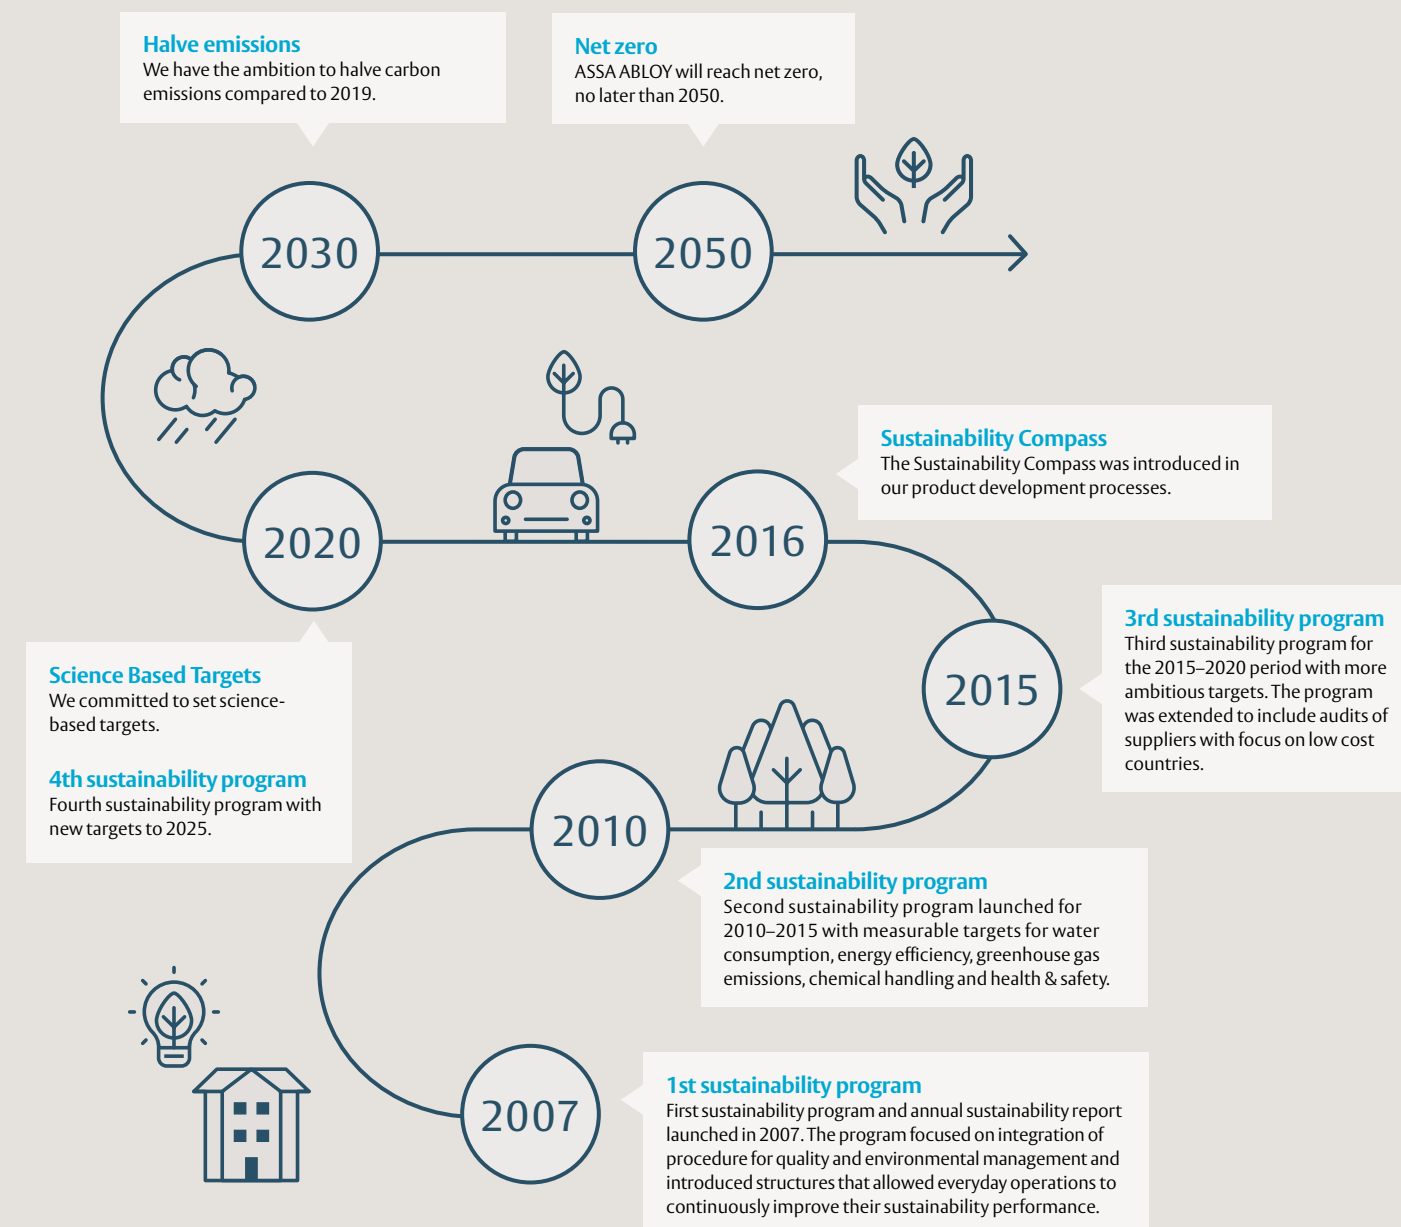 Halve emissions
We have the ambition to halve carbon
emissions compared to 2019.
Net zero
ASSA ABLOY will reach net zero,
no later than 2050.
2030
2050
Sustainability Compass
The Sustainability Compass was introduced in
our product development processes.
2020
2016
3rd sustainability program
Third sustainability program for
the 2015–2020 period with more
ambitious targets. The program
was extended to include audits of
suppliers with focus on low cost
countries.
2015
Science Based Targets
We committed to set science-
based targets.
4th sustainability program
Fourth sustainability program with
new targets to 2025.
2010
2nd sustainability program
Second sustainability program launched for
2010–2015 with measurable targets for water
consumption, energy efficiency, greenhouse gas
emissions, chemical handling and health & safety.
2007
1st sustainability program
First sustainability program and annual sustainability report
launched in 2007. The program focused on integration of
procedure for quality and environmental management and
introduced structures that allowed everyday operations to
continuously improve their sustainability performance.